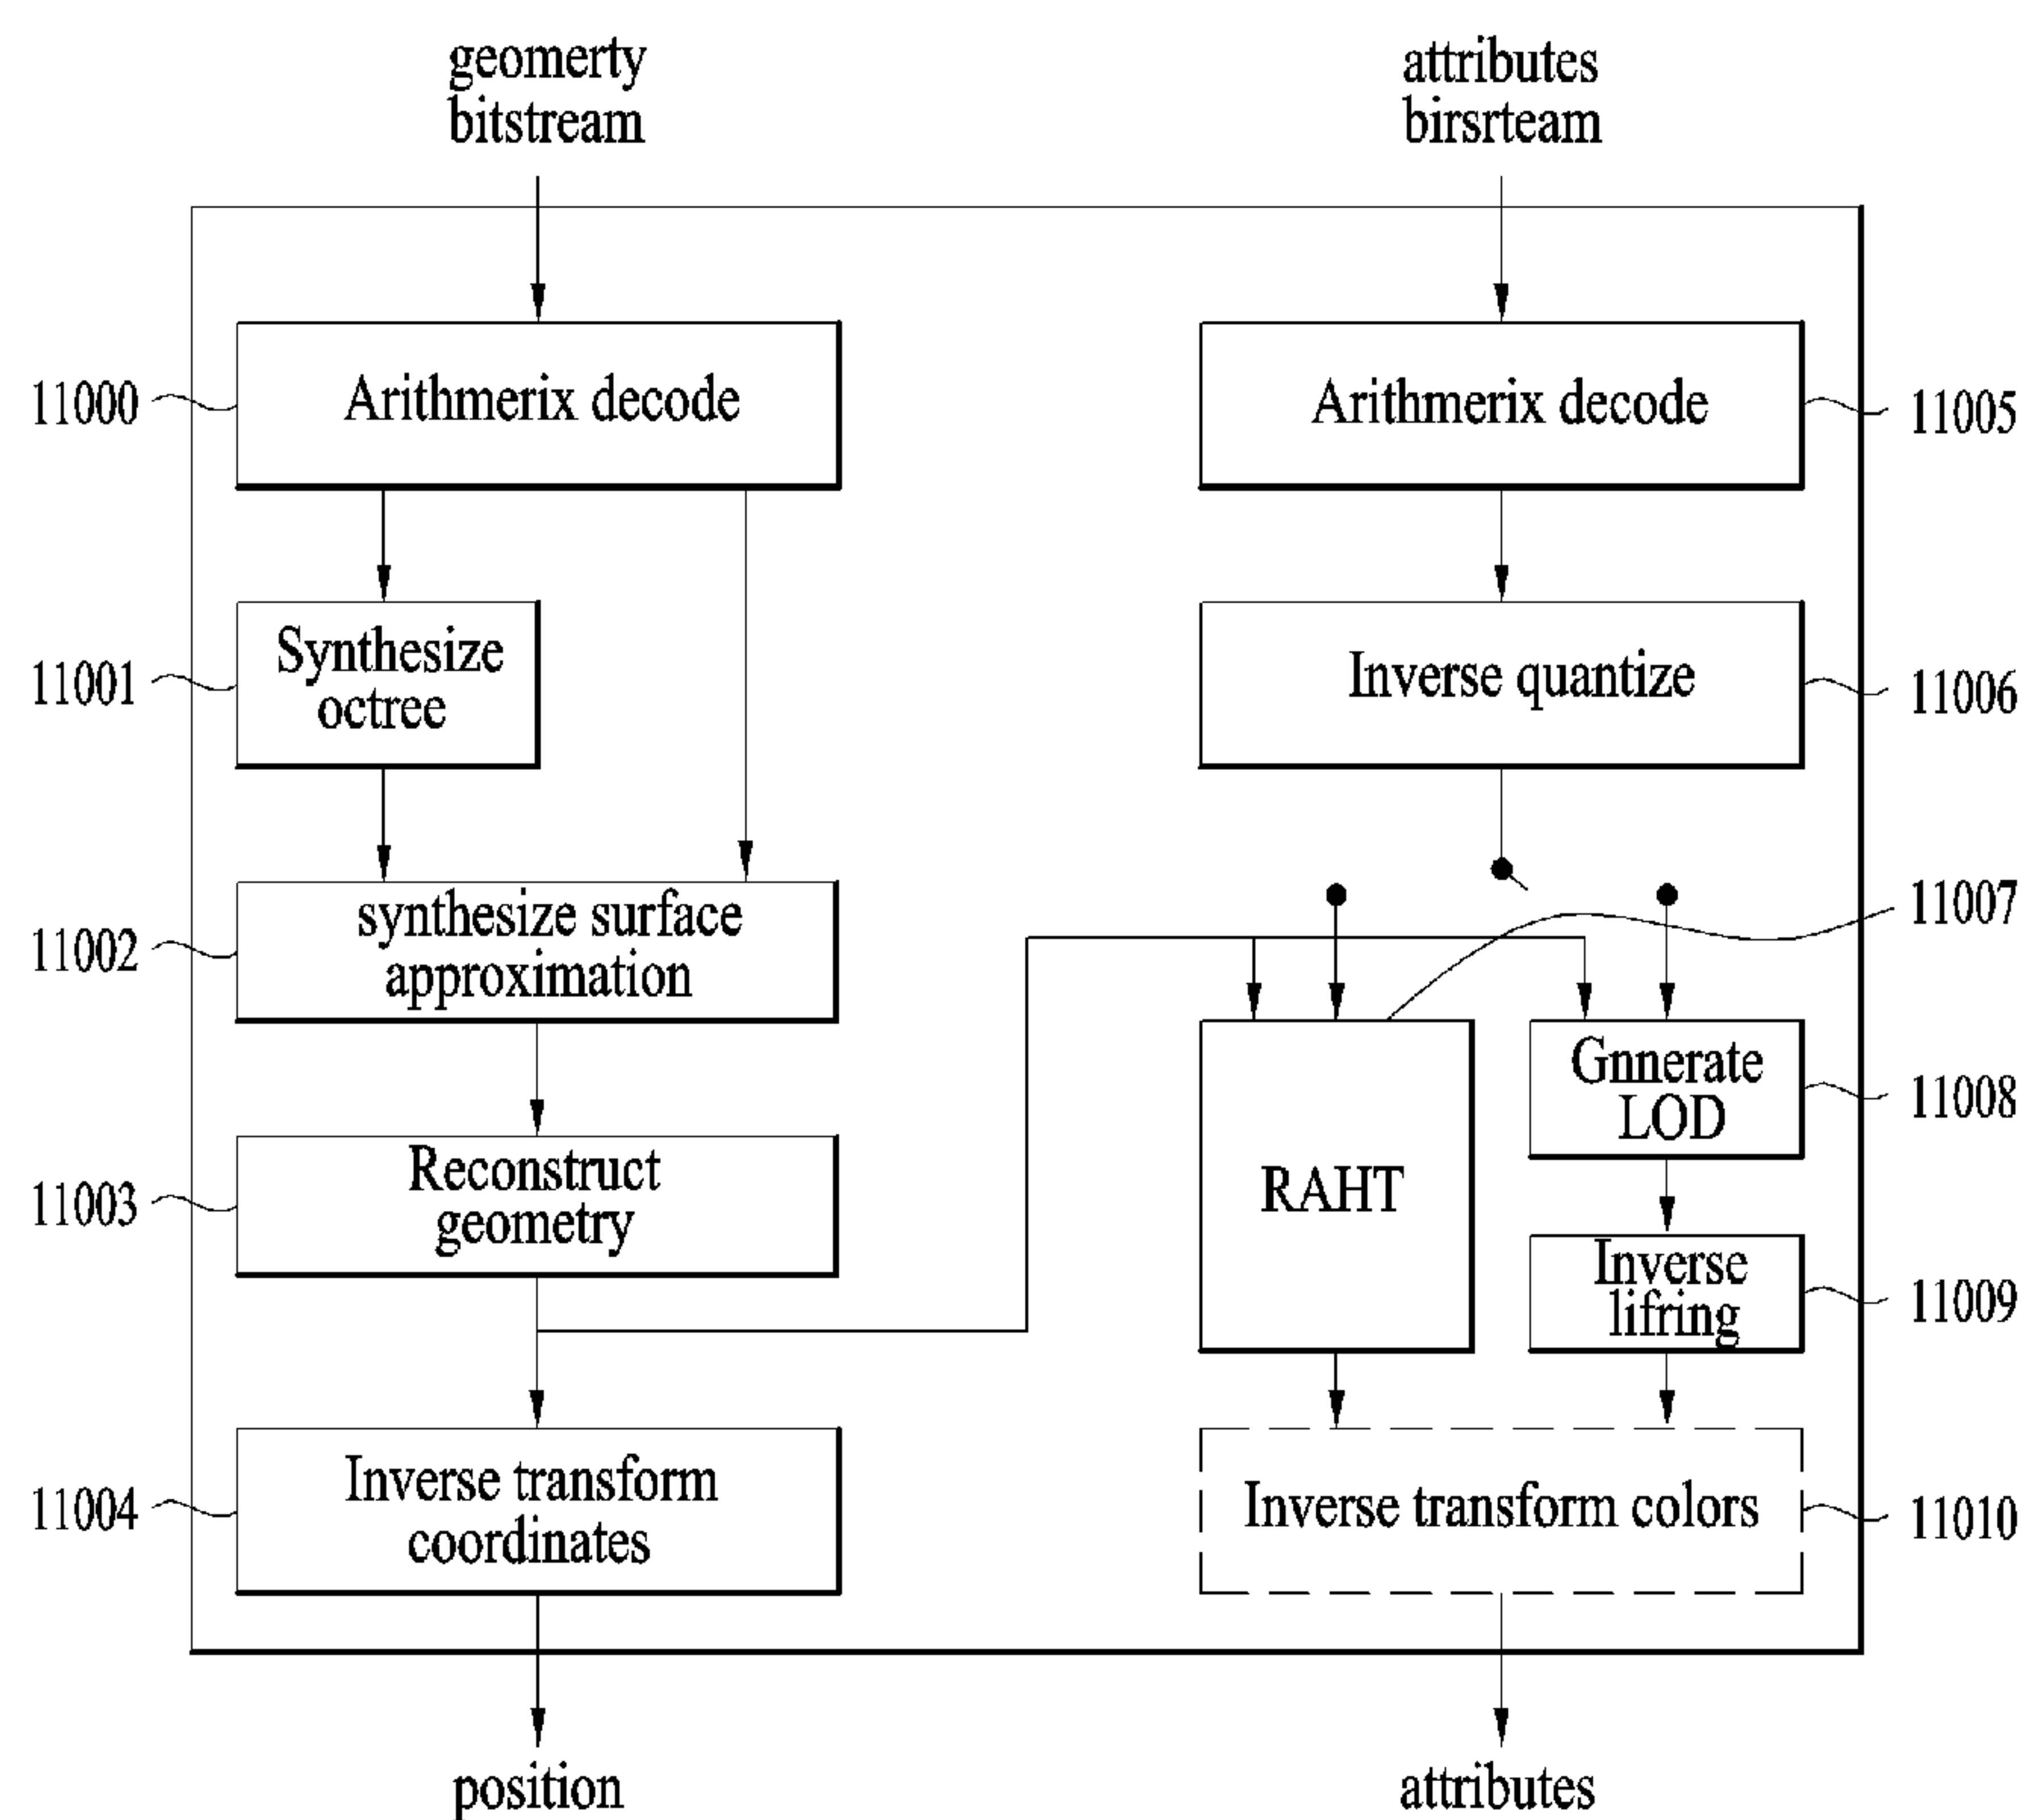 geomerty
bitstream
attributes
birsrteam
11000
Arithmerix decode
Arithmerix decode
11005
11001
Synthesize
octree
Inverse quantize
11006
11002
synthesize surface
approximation
11007
11003
Reconstruct
geometry
RAHT
Gnnerate
LOD
11008
Inverse
lifring
11009
11004
Inverse transform
coordinates
Inverse transform colors
11010
position
attributes